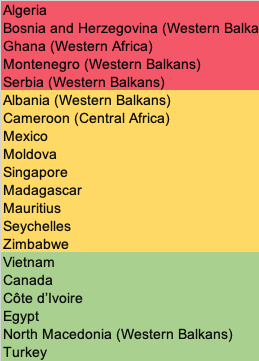 Algeria
Bosnia and Herzegovina (Western Balka
Ghana (Western Africa)
Montenegro (Western Balkans)
Serbia (Western Balkans)
Albania (Western Balkans)
Cameroon (Central Africa)
Mexico
Moldova
Singapore
Madagascar
Mauritius
Seychelles
Zimbabwe
Vietnam
Canada
Côte d'Ivoire
Egypt
North Macedonia (Western Balkans)
Turkey